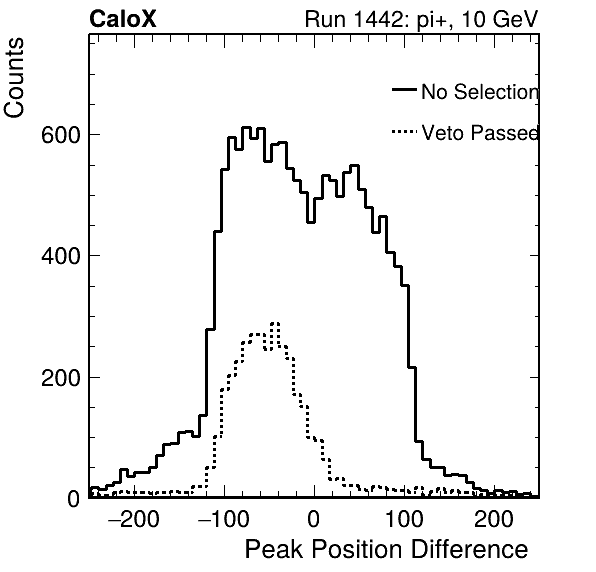 CaloX Run 1442: pi+, 10 GeV
Counts
No Selection
Veto Passed
600
400
200
0
−200 −100 0 100 200
Peak Position Difference